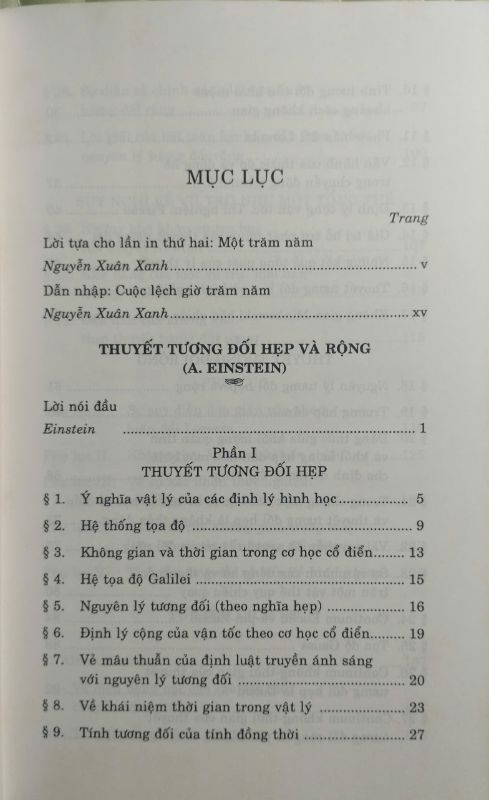 MỤC LỤC
Trang
Lời tựa cho lần in thứ hai: Một trăm năm
Nguyễn Xuân Xanh.................................................................. v
Dẫn nhập: Cuộc lệch giờ trăm năm
Nguyễn Xuân Xanh.................................................................. xv
THUYẾT TƯƠNG ĐỐI HẸP VÀ RỘNG
(A. EINSTEIN)
Lời nói đầu
Einstein .................................................................. 1
Phần I
THUYẾT TƯƠNG ĐỐI HẸP
§ 1. Ý nghĩa vật lý của các định lý hình học................. 5
§ 2. Hệ thống tọa độ ...................................................... 9
§ 3. Không gian và thời gian trong cơ học cổ điển........ 13
§ 4. Hệ tọa độ Galilei .................................................. 15
§ 5. Nguyên lý tương đối (theo nghĩa hẹp) .................. 16
§ 6. Định lý cộng của vận tốc theo cơ học cổ điển......... 19
§ 7. Vẻ mâu thuẫn của định luật truyền ánh sáng
với nguyên lý tương đối ........................................ 20
§ 8. Về khái niệm thời gian trong vật lý ..................... 23
§ 9. Tính tương đối của tính đồng thời ........................ 27